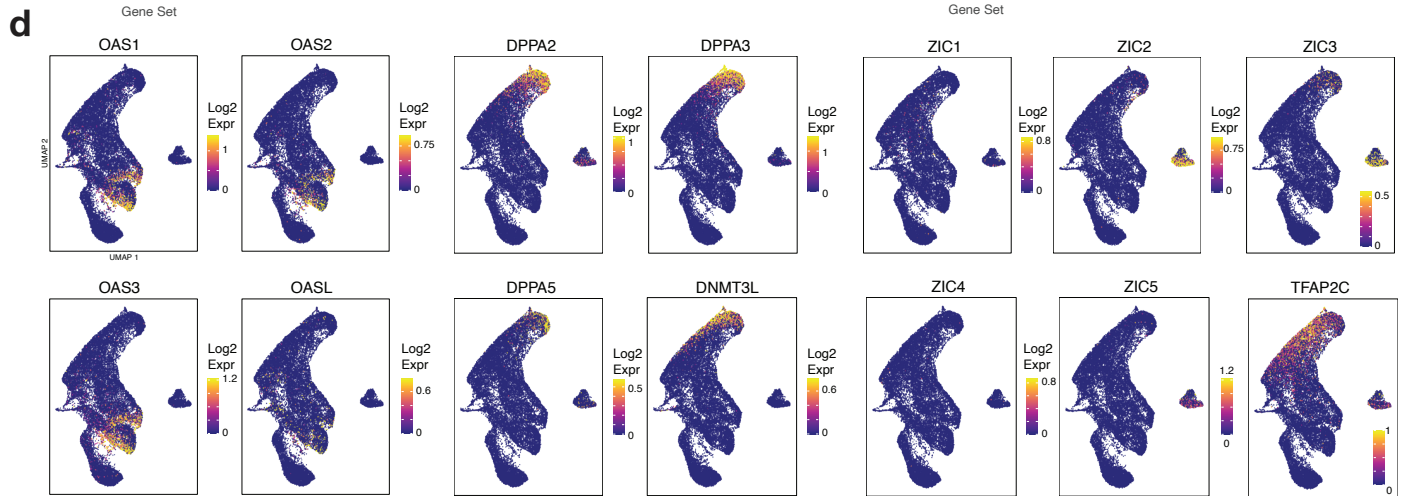 d
Gene Set
Gene Set
OAS1
OAS2
DPPA2
DPPA3
ZIC1
ZIC2
ZIC3
Log2
Expr
1
0
Log2
Expr
0.75
0
Log2
Expr
1
0
Log2
Expr
1
0
Log2
Expr
0.8
0
Log2
Expr
0.75
0
0.5
0
UMAP 2
UMAP 1
OAS3
OASL
DPPA5
DNMT3L
ZIC4
ZIC5
TFAP2C
Log2
Expr
1.2
0
Log2
Expr
0.6
0
Log2
Expr
0.5
0
Log2
Expr
0.6
0
Log2
Expr
0.8
0
1.2
0
1
0